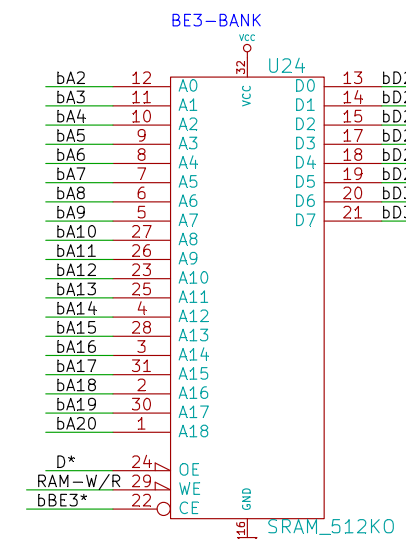 BE3-BANK
VCC
32
U24
bA2 12 A0 VCC D0 13
bA3 11 A1 D1 14
bA4 10 A2 D2 15
bA5 9 A3 D3 17
bA6 8 A4 D4 18
bA7 7 A5 D5 19
bA8 6 A6 D6 20
bA9 5 A7 D7 21
bA10 27 A8
bA11 26 A9
bA12 23 A10
bA13 25 A11
bA14 4 A12
bA15 28 A13
bA16 3 A14
bA17 31 A15
bA18 2 A16
bA19 30 A17
bA20 1 A18
D* 24 OE
RAM-W/R 29 WE
bBE3* 22 CE GND
16
SRAM_512KO